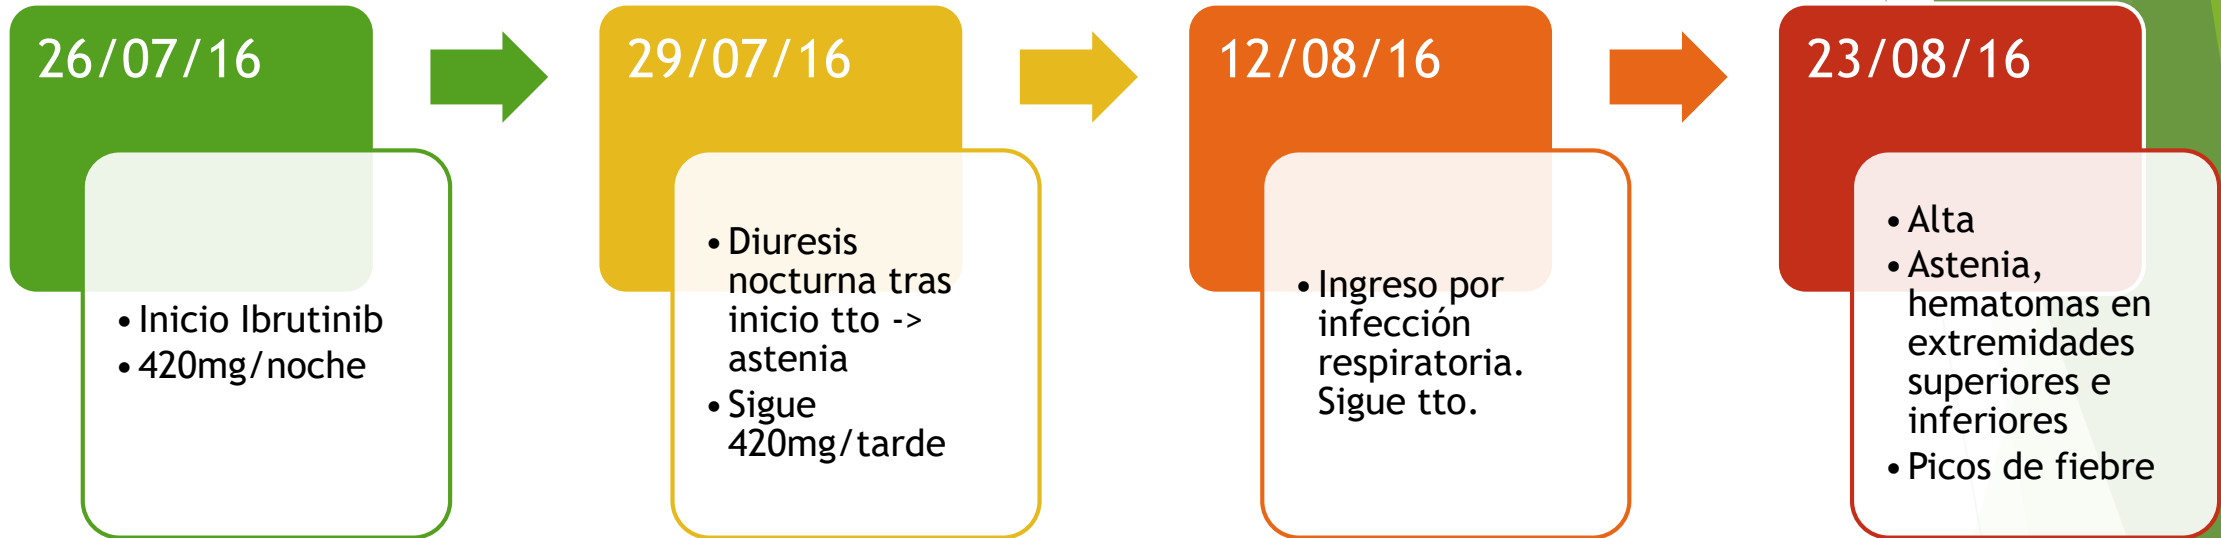 26/07/16
• Inicio Ibrutinib
• 420mg/noche
29/07/16
• Diuresis
nocturna tras
inicio tto ->
astenia
• Sigue
420mg/tarde
12/08/16
• Ingreso por
infección
respiratoria.
Sigue tto.
23/08/16
• Alta
• Astenia,
hematomas en
extremidades
superiores e
inferiores
• Picos de fiebre